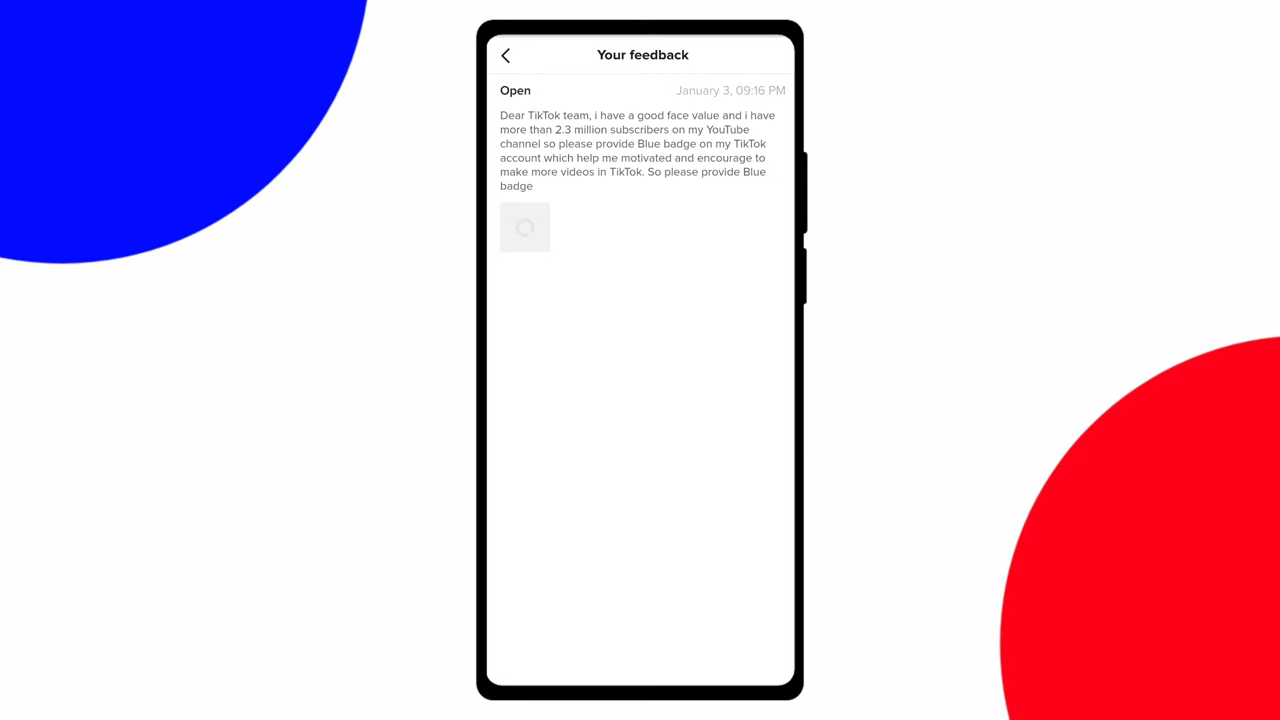 Your feedback
Open
January 3, 09:16 PM
Dear TikTok team, i have a good face value and i have
more than 2.3 million subscribers on my YouTube
channel so please provide Blue badge on my TikTok
account which help me motivated and encourage to
make more videos in TikTok. So please provide Blue
badge